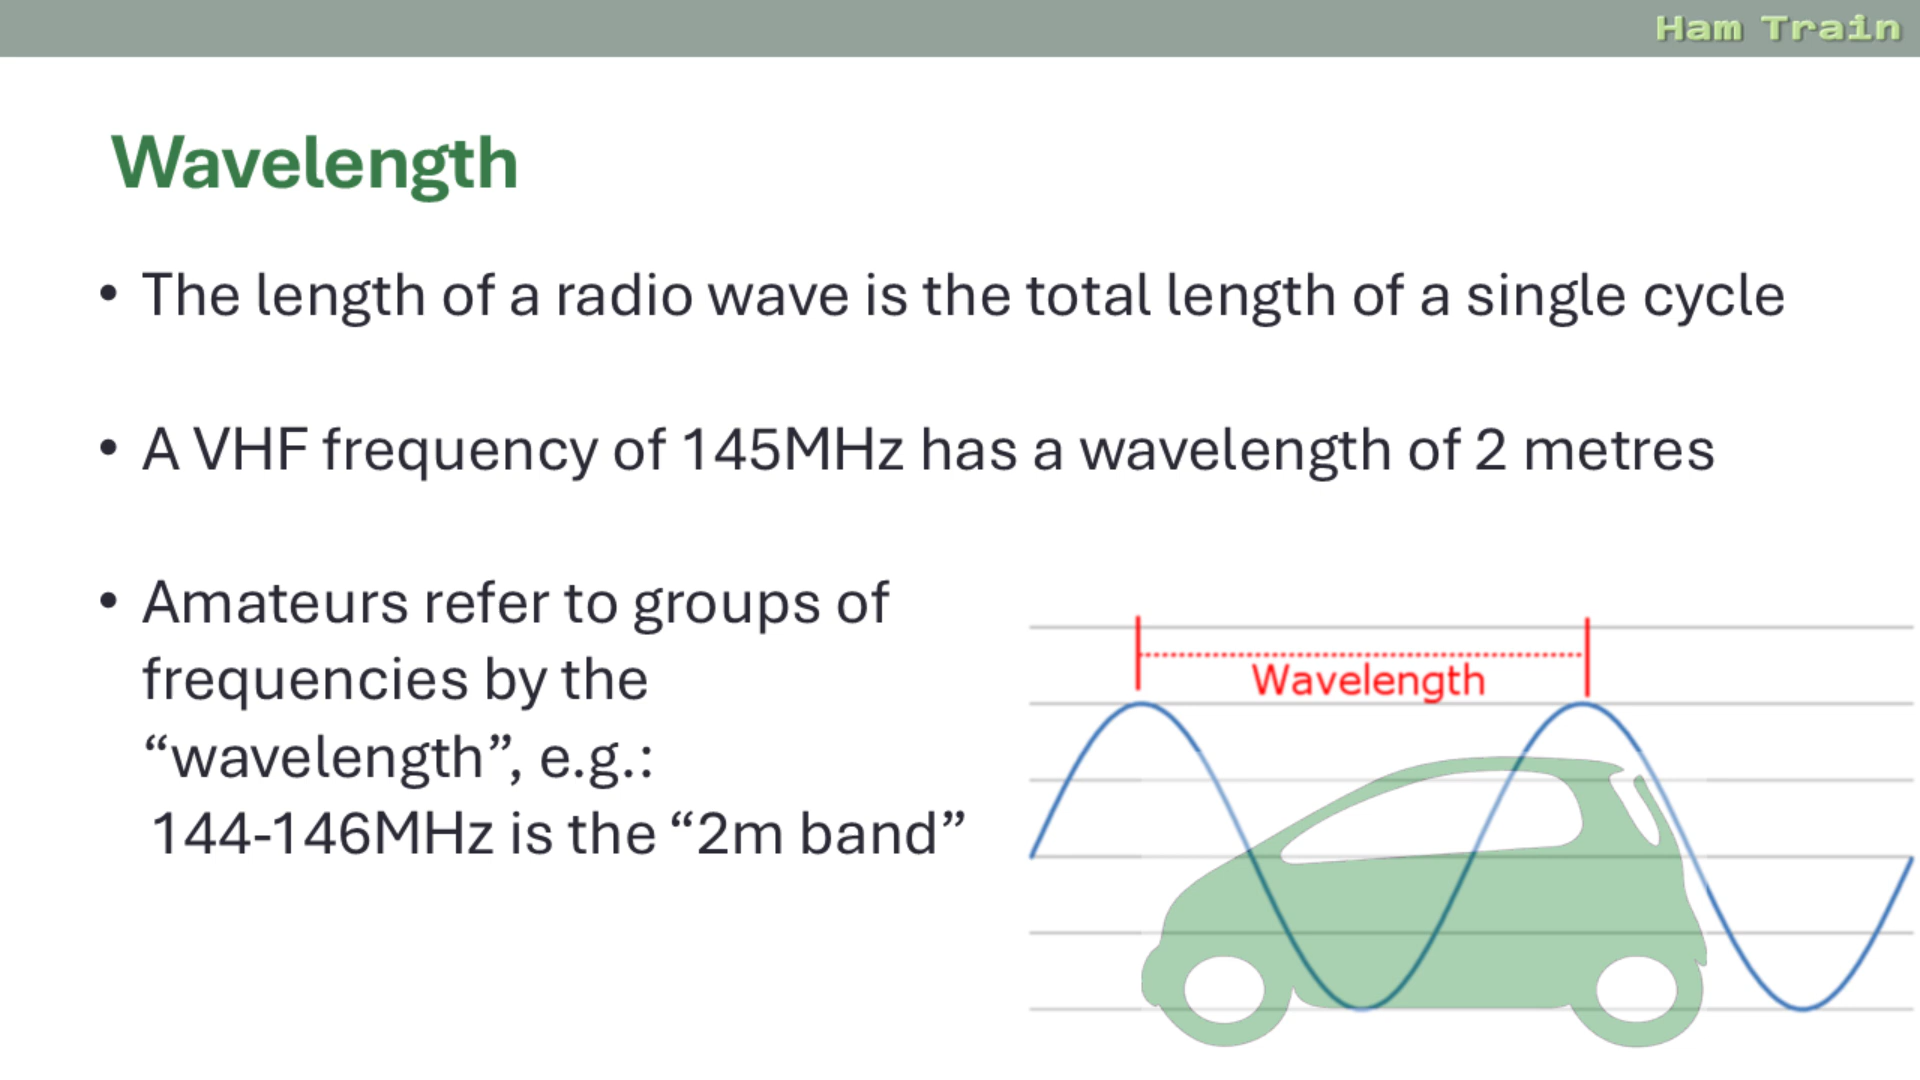 Ham Train
Wavelength
• The length of a radio wave is the total length of a single cycle
• A VHF frequency of 145MHz has a wavelength of 2 metres
• Amateurs refer to groups of
frequencies by the
“wavelength”, e.g.:
144-146MHz is the “2m band”
Wavelength